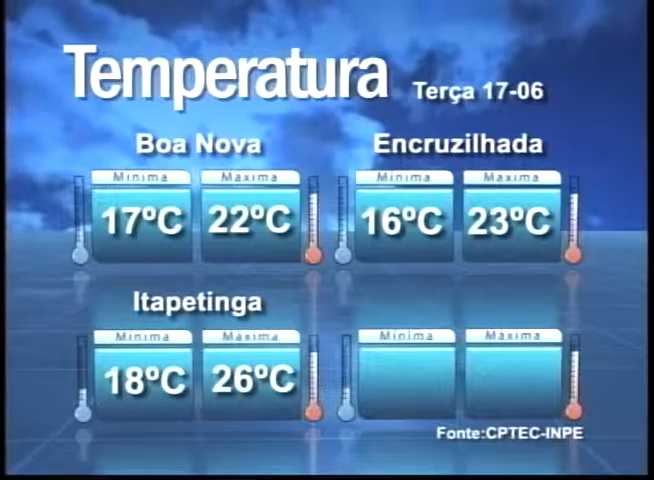 Temperatura
Terça 17-06
Boa Nova
Encruzilhada
Mínima
Máxima
Mínima
Máxima
17ºC
22ºC
16ºC
23ºC
Itapetinga
Mínima
Máxima
Mínima
Máxima
18ºC
26ºC
Fonte:CPTEC-INPE